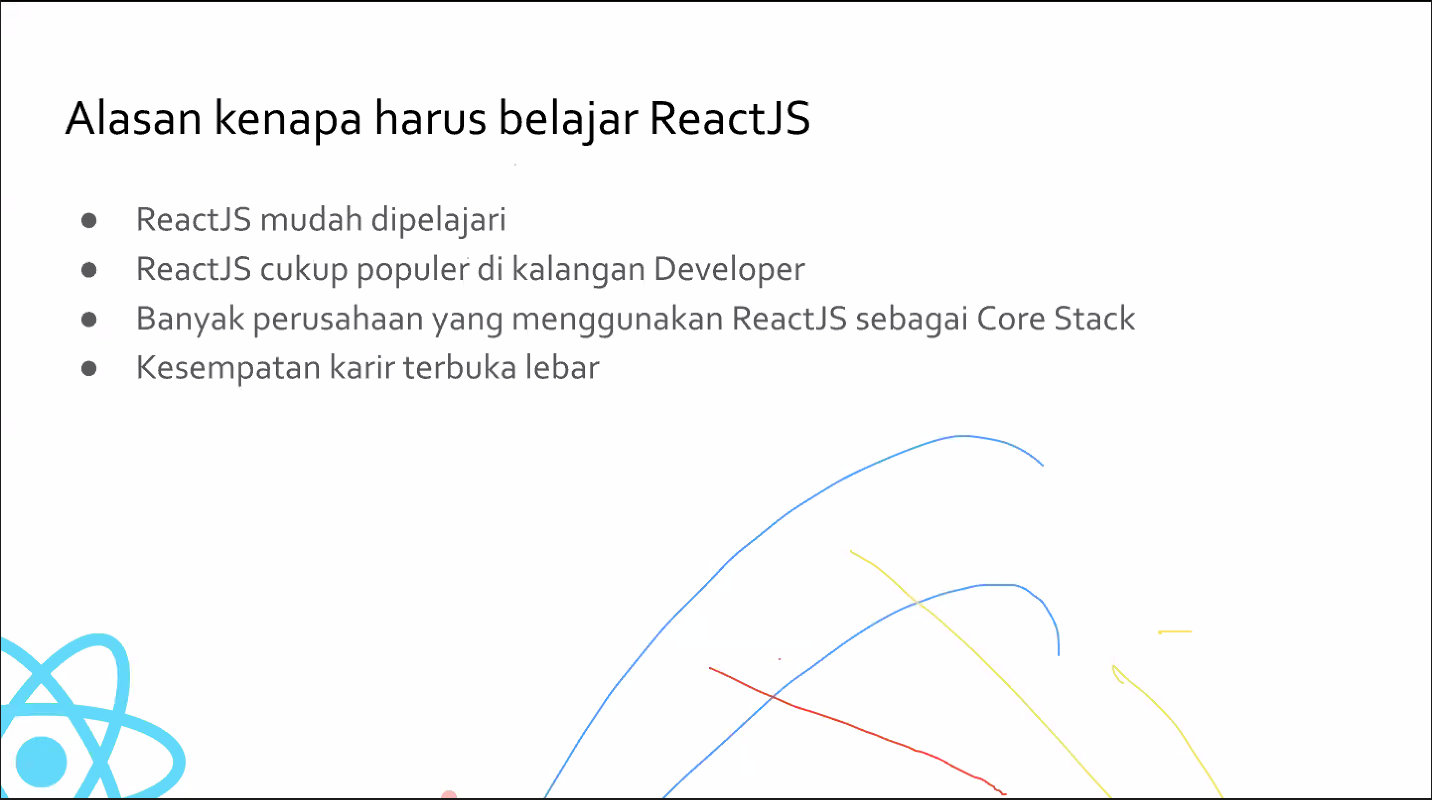 Alasan kenapa harus belajar ReactJS
● ReactJS mudah dipelajari
● ReactJS cukup populer di kalangan Developer
● Banyak perusahaan yang menggunakan ReactJS sebagai Core Stack
● Kesempatan karir terbuka lebar